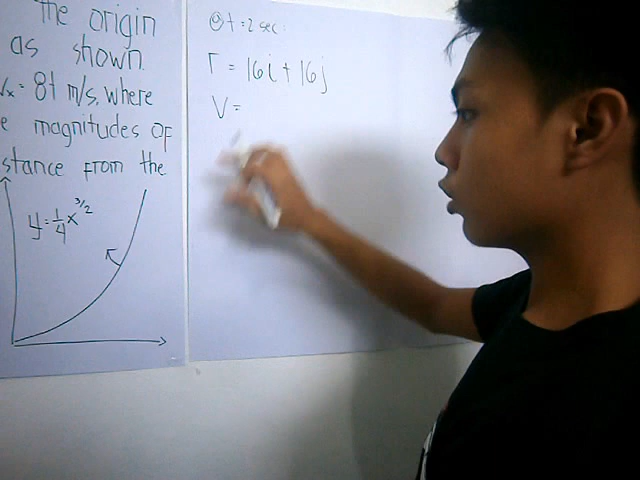 the origin
as shown.
Vx = 8t m/s, where
e magnitudes of
stance from the
y = 1/4 x^3/2
@ t = 2 sec.
r = 16i + 16j
V =